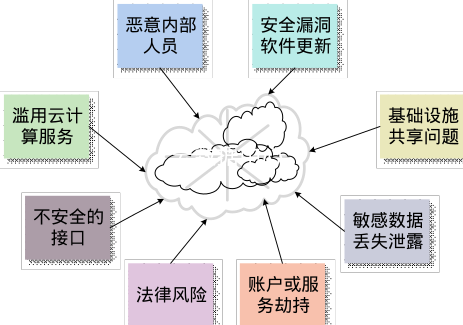 恶意内部
人员
安全漏洞
软件更新
滥用云计
算服务
基础设施
共享问题
不安全的
接口
敏感数据
丢失泄露
法律风险
账户或服
务劫持